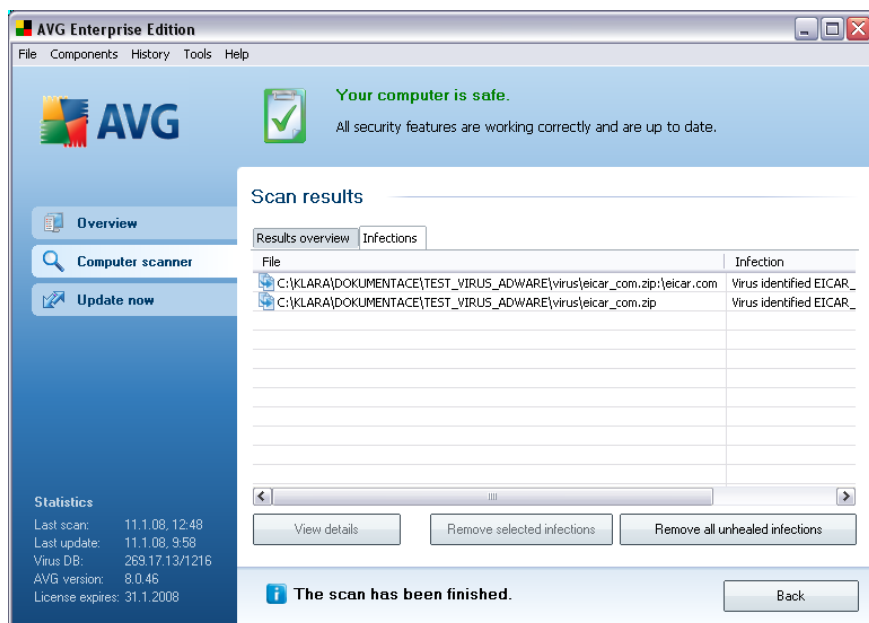 AVG Enterprise Edition
File Components History Tools Help
AVG
Your computer is safe.
All security features are working correctly and are up to date.
Overview
Computer scanner
Update now
Scan results
Results overview Infections
File Infection
C:\KLARA\DOKUMENTACE\TEST_VIRUS_ADWARE\virus\eicar_com.zip:\eicar.com Virus identified EICAR_
C:\KLARA\DOKUMENTACE\TEST_VIRUS_ADWARE\virus\eicar_com.zip Virus identified EICAR_
View details Remove selected infections Remove all unhealed infections
Statistics
Last scan: 11.1.08, 12:48
Last update: 11.1.08, 9:58
Virus DB: 269.17.13/1216
AVG version: 8.0.46
License expires: 31.1.2008
The scan has been finished.
Back